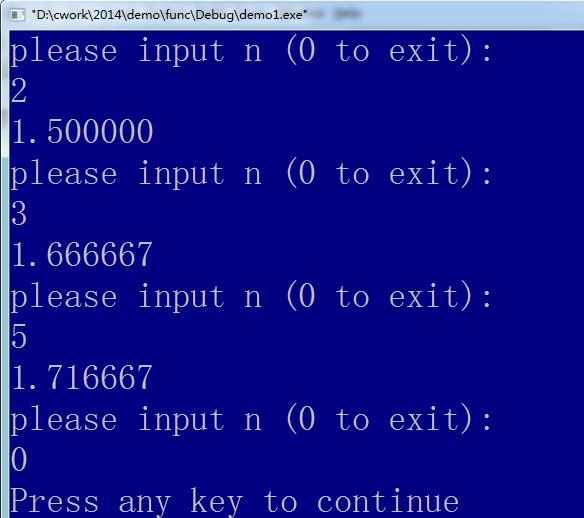 "D:\cwork\2014\demo\func\Debug\demo1.exe"
please input n (0 to exit):
2
1.500000
please input n (0 to exit):
3
1.666667
please input n (0 to exit):
5
1.716667
please input n (0 to exit):
0
Press any key to continue